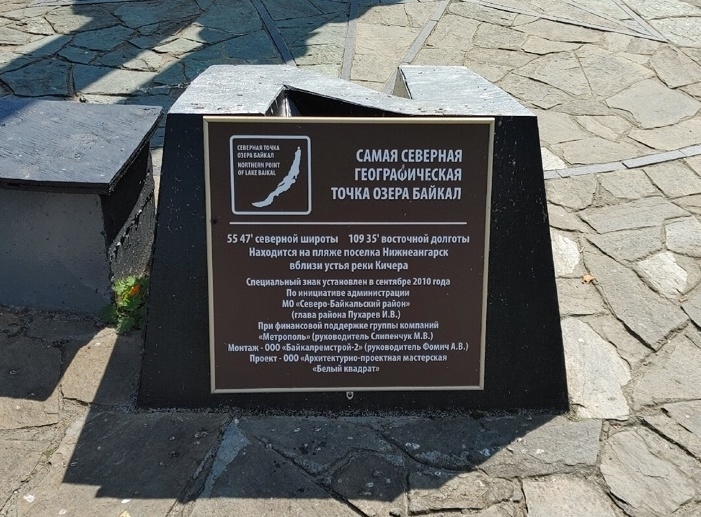 СЕВЕРНАЯ ТОЧКА
ОЗЕРА БАЙКАЛ
NORTHERN POINT
OF LAKE BAIKAL
САМАЯ СЕВЕРНАЯ
ГЕОГРАФИЧЕСКАЯ
ТОЧКА ОЗЕРА БАЙКАЛ
55 47' северной широты 109 35' восточной долготы
Находится на пляже поселка Нижнеангарск
вблизи устья реки Кичера
Специальный знак установлен в сентябре 2010 года
По инициативе администрации
МО «Северо-Байкальский район»
(глава района Пухарев И.В.)
При финансовой поддержке группы компаний
«Метрополь» (руководитель Слипенчук М.В.)
Монтаж - ООО «Байкалпромстрой-2» (руководитель Фомич А.В.)
Проект - ООО «Архитектурно-проектная мастерская
«Белый квадрат»